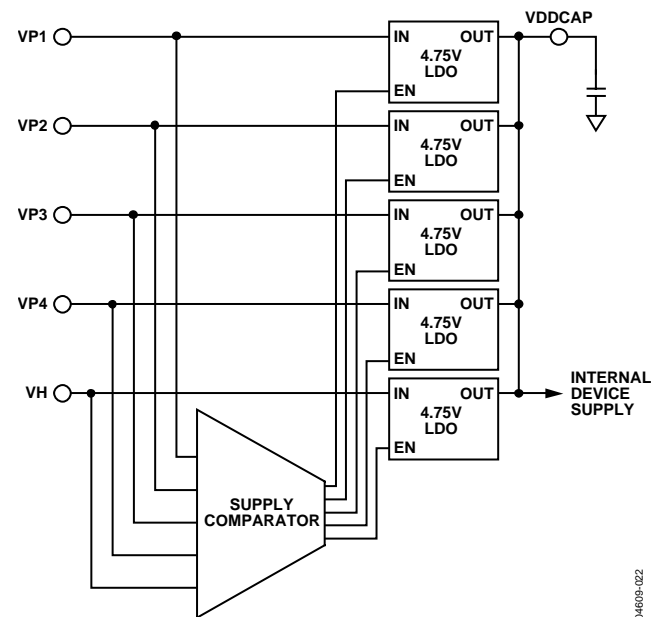 VDDCAP
VP1
IN
OUT
4.75V
LDO
EN
VP2
IN
OUT
4.75V
LDO
EN
VP3
IN
OUT
4.75V
LDO
EN
VP4
IN
OUT
4.75V
LDO
EN
VH
IN
OUT
4.75V
LDO
EN
INTERNAL
DEVICE
SUPPLY
SUPPLY
COMPARATOR
04609-022